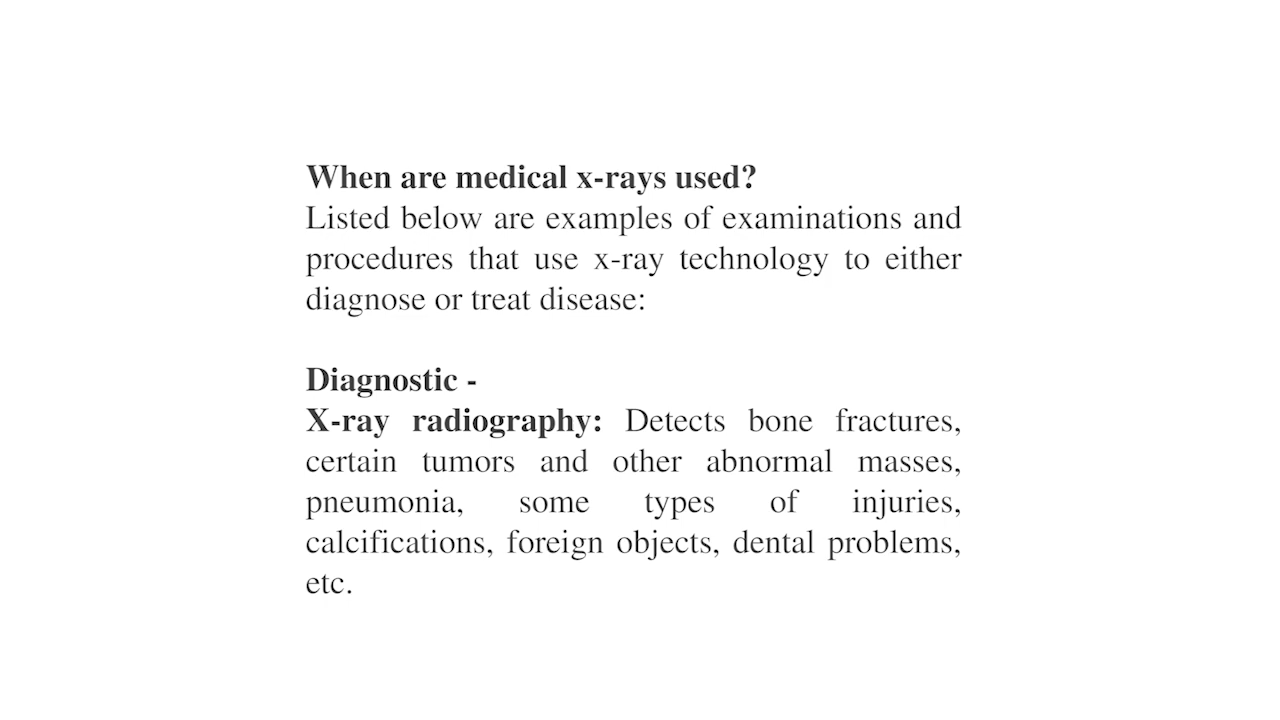 When are medical x-rays used?
Listed below are examples of examinations and
procedures that use x-ray technology to either
diagnose or treat disease:
Diagnostic -
X-ray radiography: Detects bone fractures,
certain tumors and other abnormal masses,
pneumonia, some types of injuries,
calcifications, foreign objects, dental problems,
etc.